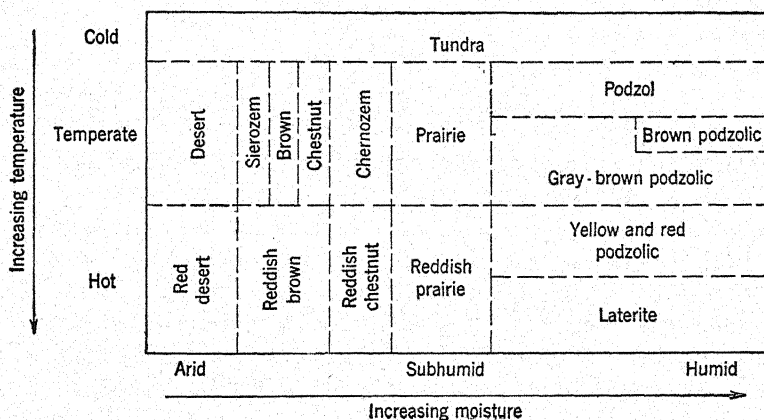 Cold
Tundra
Increasing temperature
Temperate
Desert
Sierozem
Brown
Chestnut
Chernozem
Prairie
Podzol
Brown podzolic
Gray-brown podzolic
Hot
Red
desert
Reddish
brown
Reddish
chestnut
Reddish
prairie
Yellow and red
podzolic
Laterite
Arid
Subhumid
Humid
Increasing moisture